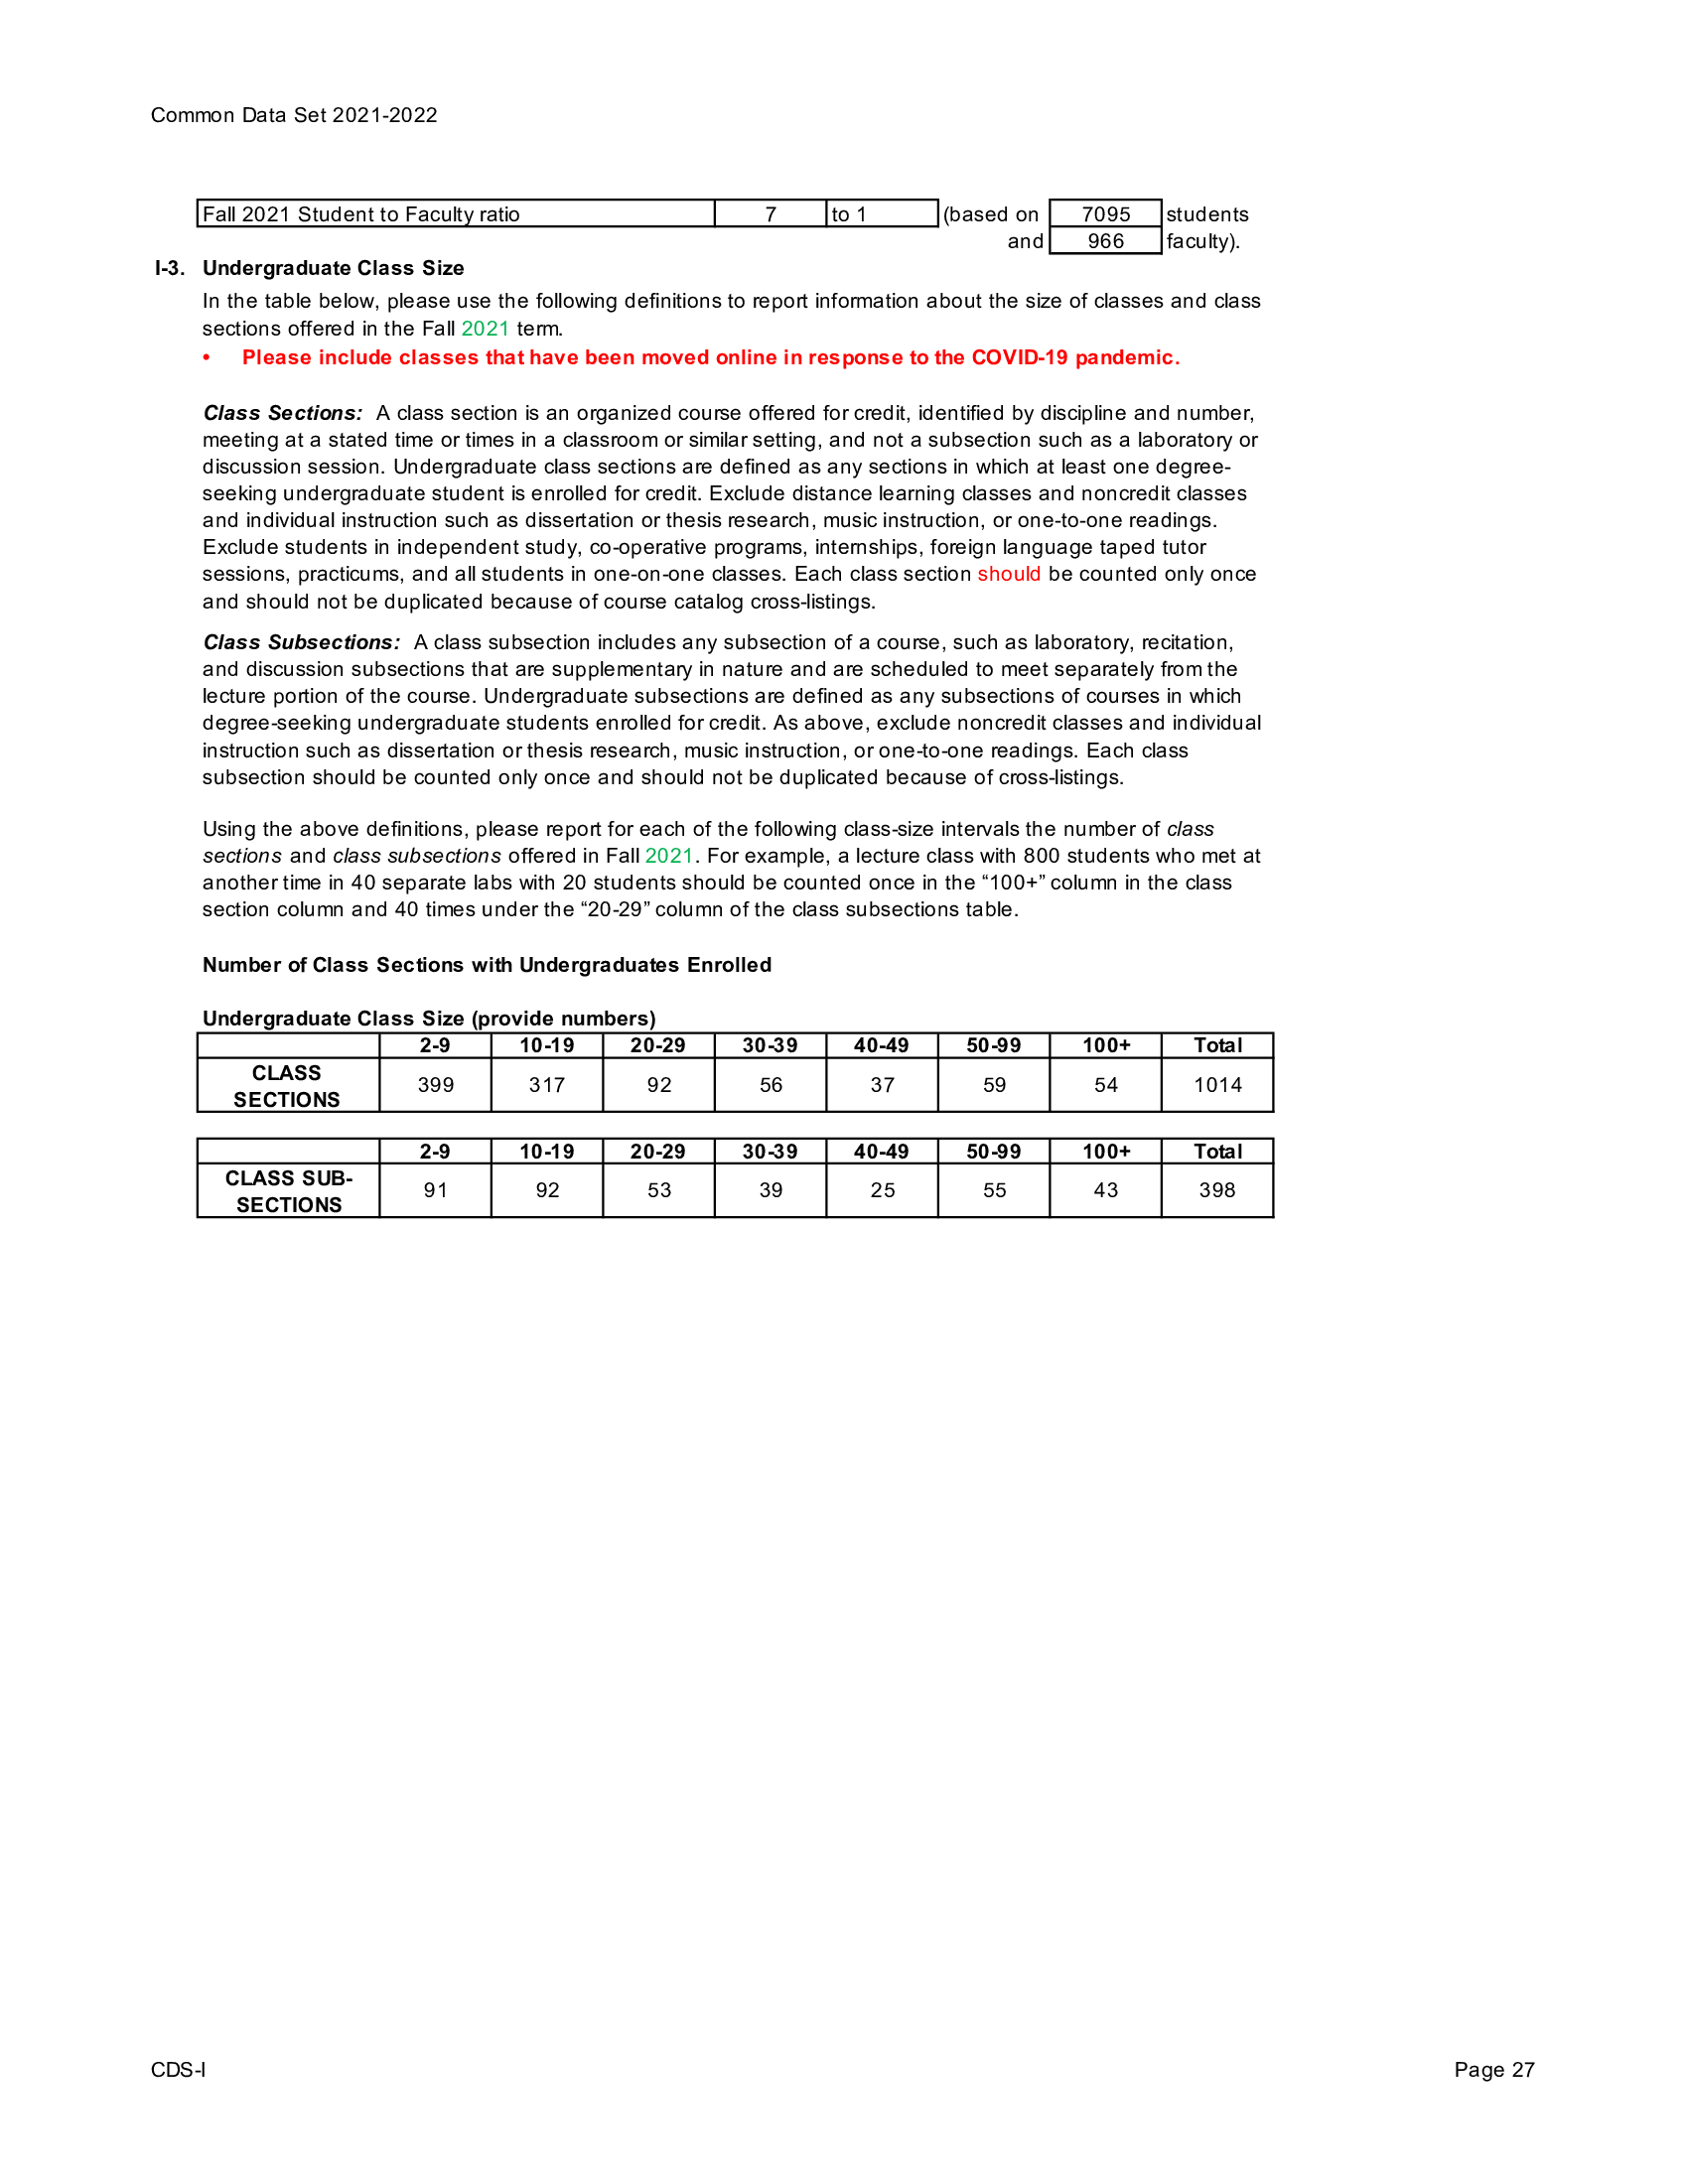 Common Data Set 2021-2022
Fall 2021 Student to Faculty ratio 7 to 1 (based on 7095 students
and 966 faculty).
I-3. Undergraduate Class Size
In the table below, please use the following definitions to report information about the size of classes and class
sections offered in the Fall 2021 term.
• Please include classes that have been moved online in response to the COVID-19 pandemic.
Class Sections: A class section is an organized course offered for credit, identified by discipline and number,
meeting at a stated time or times in a classroom or similar setting, and not a subsection such as a laboratory or
discussion session. Undergraduate class sections are defined as any sections in which at least one degree-
seeking undergraduate student is enrolled for credit. Exclude distance learning classes and noncredit classes
and individual instruction such as dissertation or thesis research, music instruction, or one-to-one readings.
Exclude students in independent study, co-operative programs, internships, foreign language taped tutor
sessions, practicums, and all students in one-on-one classes. Each class section should be counted only once
and should not be duplicated because of course catalog cross-listings.
Class Subsections: A class subsection includes any subsection of a course, such as laboratory, recitation,
and discussion subsections that are supplementary in nature and are scheduled to meet separately from the
lecture portion of the course. Undergraduate subsections are defined as any subsections of courses in which
degree-seeking undergraduate students enrolled for credit. As above, exclude noncredit classes and individual
instruction such as dissertation or thesis research, music instruction, or one-to-one readings. Each class
subsection should be counted only once and should not be duplicated because of cross-listings.
Using the above definitions, please report for each of the following class-size intervals the number of class
sections and class subsections offered in Fall 2021. For example, a lecture class with 800 students who met at
another time in 40 separate labs with 20 students should be counted once in the “100+” column in the class
section column and 40 times under the “20-29” column of the class subsections table.
Number of Class Sections with Undergraduates Enrolled
Undergraduate Class Size (provide numbers)
2-9 10-19 20-29 30-39 40-49 50-99 100+ Total
CLASS
SECTIONS 399 317 92 56 37 59 54 1014
2-9 10-19 20-29 30-39 40-49 50-99 100+ Total
CLASS SUB-
SECTIONS 91 92 53 39 25 55 43 398
CDS-I Page 27